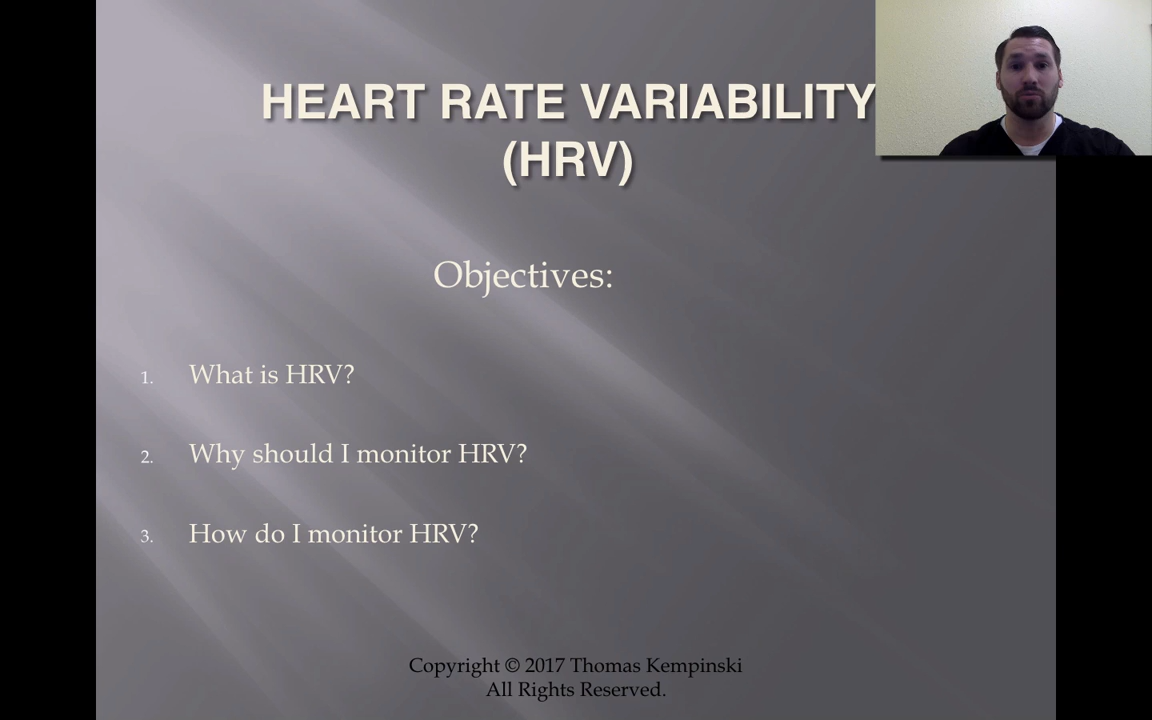 HEART RATE VARIABILITY
(HRV)
Objectives:
1. What is HRV?
2. Why should I monitor HRV?
3. How do I monitor HRV?
Copyright © 2017 Thomas Kempinski
All Rights Reserved.